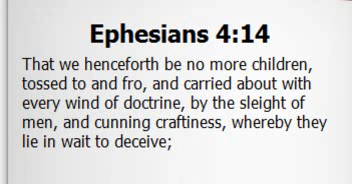 Ephesians 4:14
That we henceforth be no more children,
tossed to and fro, and carried about with
every wind of doctrine, by the sleight of
men, and cunning craftiness, whereby they
lie in wait to deceive;